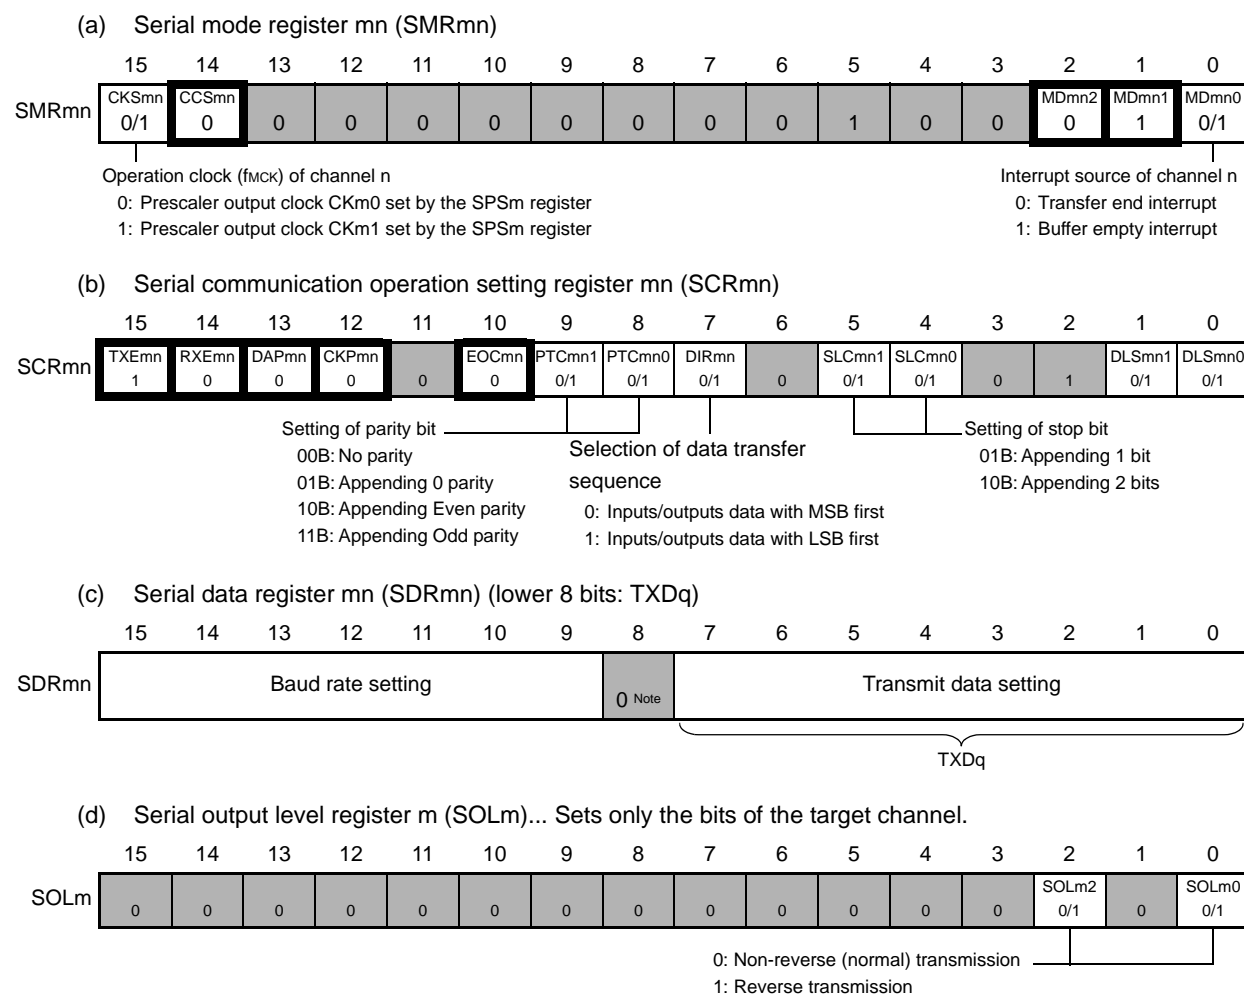 (a) Serial mode register mn (SMRmn)
15 14 13 12 11 10 9 8 7 6 5 4 3 2 1 0
CKSmn CCSmn MDmn2 MDmn1 MDmn0
SMRmn 0/1 0 0 0 0 0 0 0 0 0 1 0 0 0 1 0/1
Operation clock (fMCK) of channel n
0: Prescaler output clock CKm0 set by the SPSm register
1: Prescaler output clock CKm1 set by the SPSm register
Interrupt source of channel n
0: Transfer end interrupt
1: Buffer empty interrupt
(b) Serial communication operation setting register mn (SCRmn)
15 14 13 12 11 10 9 8 7 6 5 4 3 2 1 0
TXEmn RXEmn DAPmn CKPmn EOCmn PTCmn1 PTCmn0 DIRmn SLCmn1 SLCmn0 DLSmn1 DLSmn0
SCRmn 1 0 0 0 0 0 0/1 0/1 0/1 0 0/1 0/1 0 1 0/1 0/1
Setting of parity bit
00B: No parity
01B: Appending 0 parity
10B: Appending Even parity
11B: Appending Odd parity
Selection of data transfer
sequence
0: Inputs/outputs data with MSB first
1: Inputs/outputs data with LSB first
Setting of stop bit
01B: Appending 1 bit
10B: Appending 2 bits
(c) Serial data register mn (SDRmn) (lower 8 bits: TXDq)
15 14 13 12 11 10 9 8 7 6 5 4 3 2 1 0
SDRmn Baud rate setting 0 Note Transmit data setting
TXDq
(d) Serial output level register m (SOLm)... Sets only the bits of the target channel.
15 14 13 12 11 10 9 8 7 6 5 4 3 2 1 0
SOLm2 SOLm0
SOLm 0 0 0 0 0 0 0 0 0 0 0 0 0 0/1 0 0/1
0: Non-reverse (normal) transmission
1: Reverse transmission